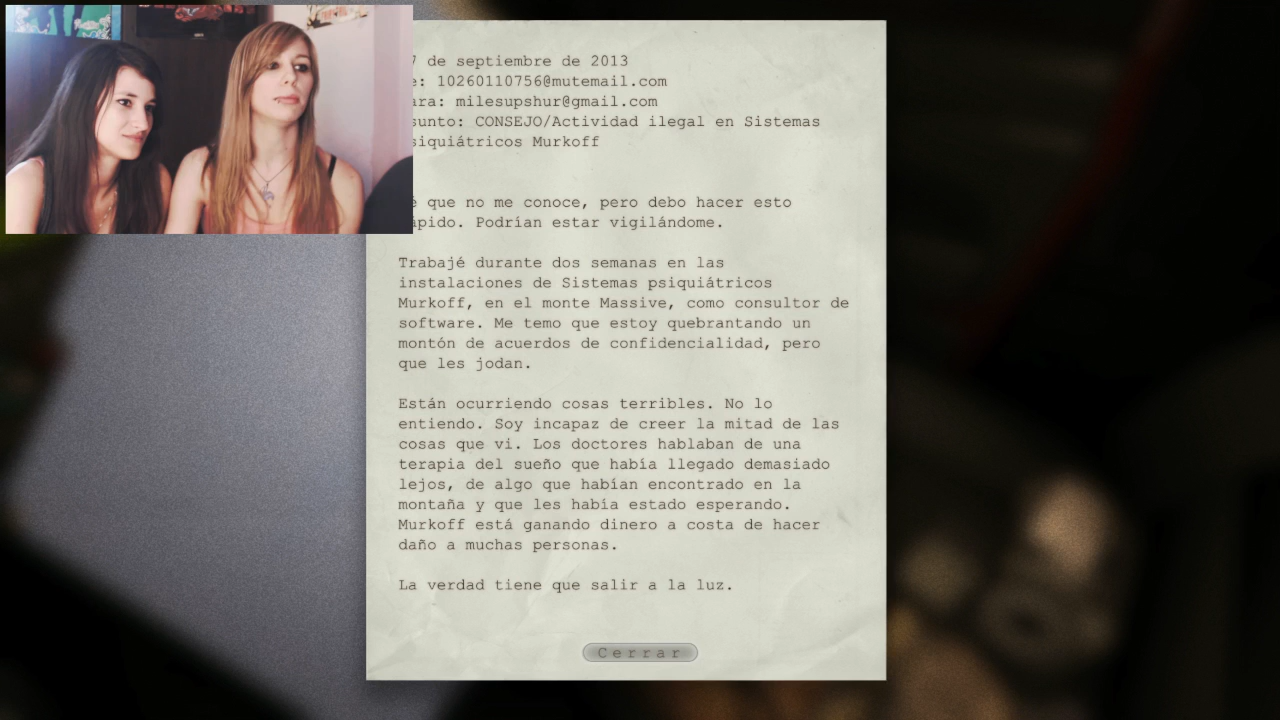 7 de septiembre de 2013
e: 10260110756@mutemail.com
ara: milesupshur@gmail.com
sunto: CONSEJO/Actividad ilegal en Sistemas
siquiátricos Murkoff
que no me conoce, pero debo hacer esto
ápido. Podrían estar vigilándome.
Trabajé durante dos semanas en las
instalaciones de Sistemas psiquiátricos
Murkoff, en el monte Massive, como consultor de
software. Me temo que estoy quebrantando un
montón de acuerdos de confidencialidad, pero
que les jodan.
Están ocurriendo cosas terribles. No lo
entiendo. Soy incapaz de creer la mitad de las
cosas que vi. Los doctores hablaban de una
terapia del sueño que había llegado demasiado
lejos, de algo que habían encontrado en la
montaña y que les había estado esperando.
Murkoff está ganando dinero a costa de hacer
daño a muchas personas.
La verdad tiene que salir a la luz.
Cerrar